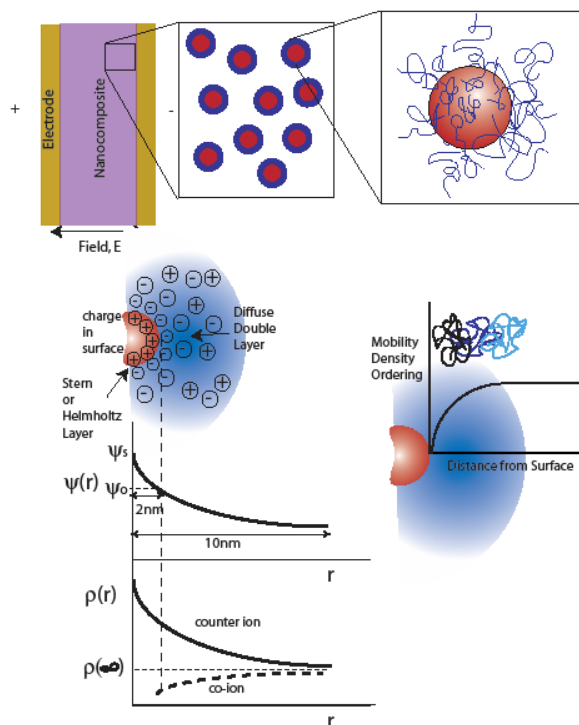 +
Electrode
Nanocomposite
-
Field, E
charge
in
surface
Stern
or
Helmholtz
Layer
Diffuse
Double
Layer
Mobility
Density
Ordering
Distance from Surface
ψs
ψ(r)
ψo
2nm
10nm
r
ρ(r)
counter ion
ρ(∞)
co-ion
r